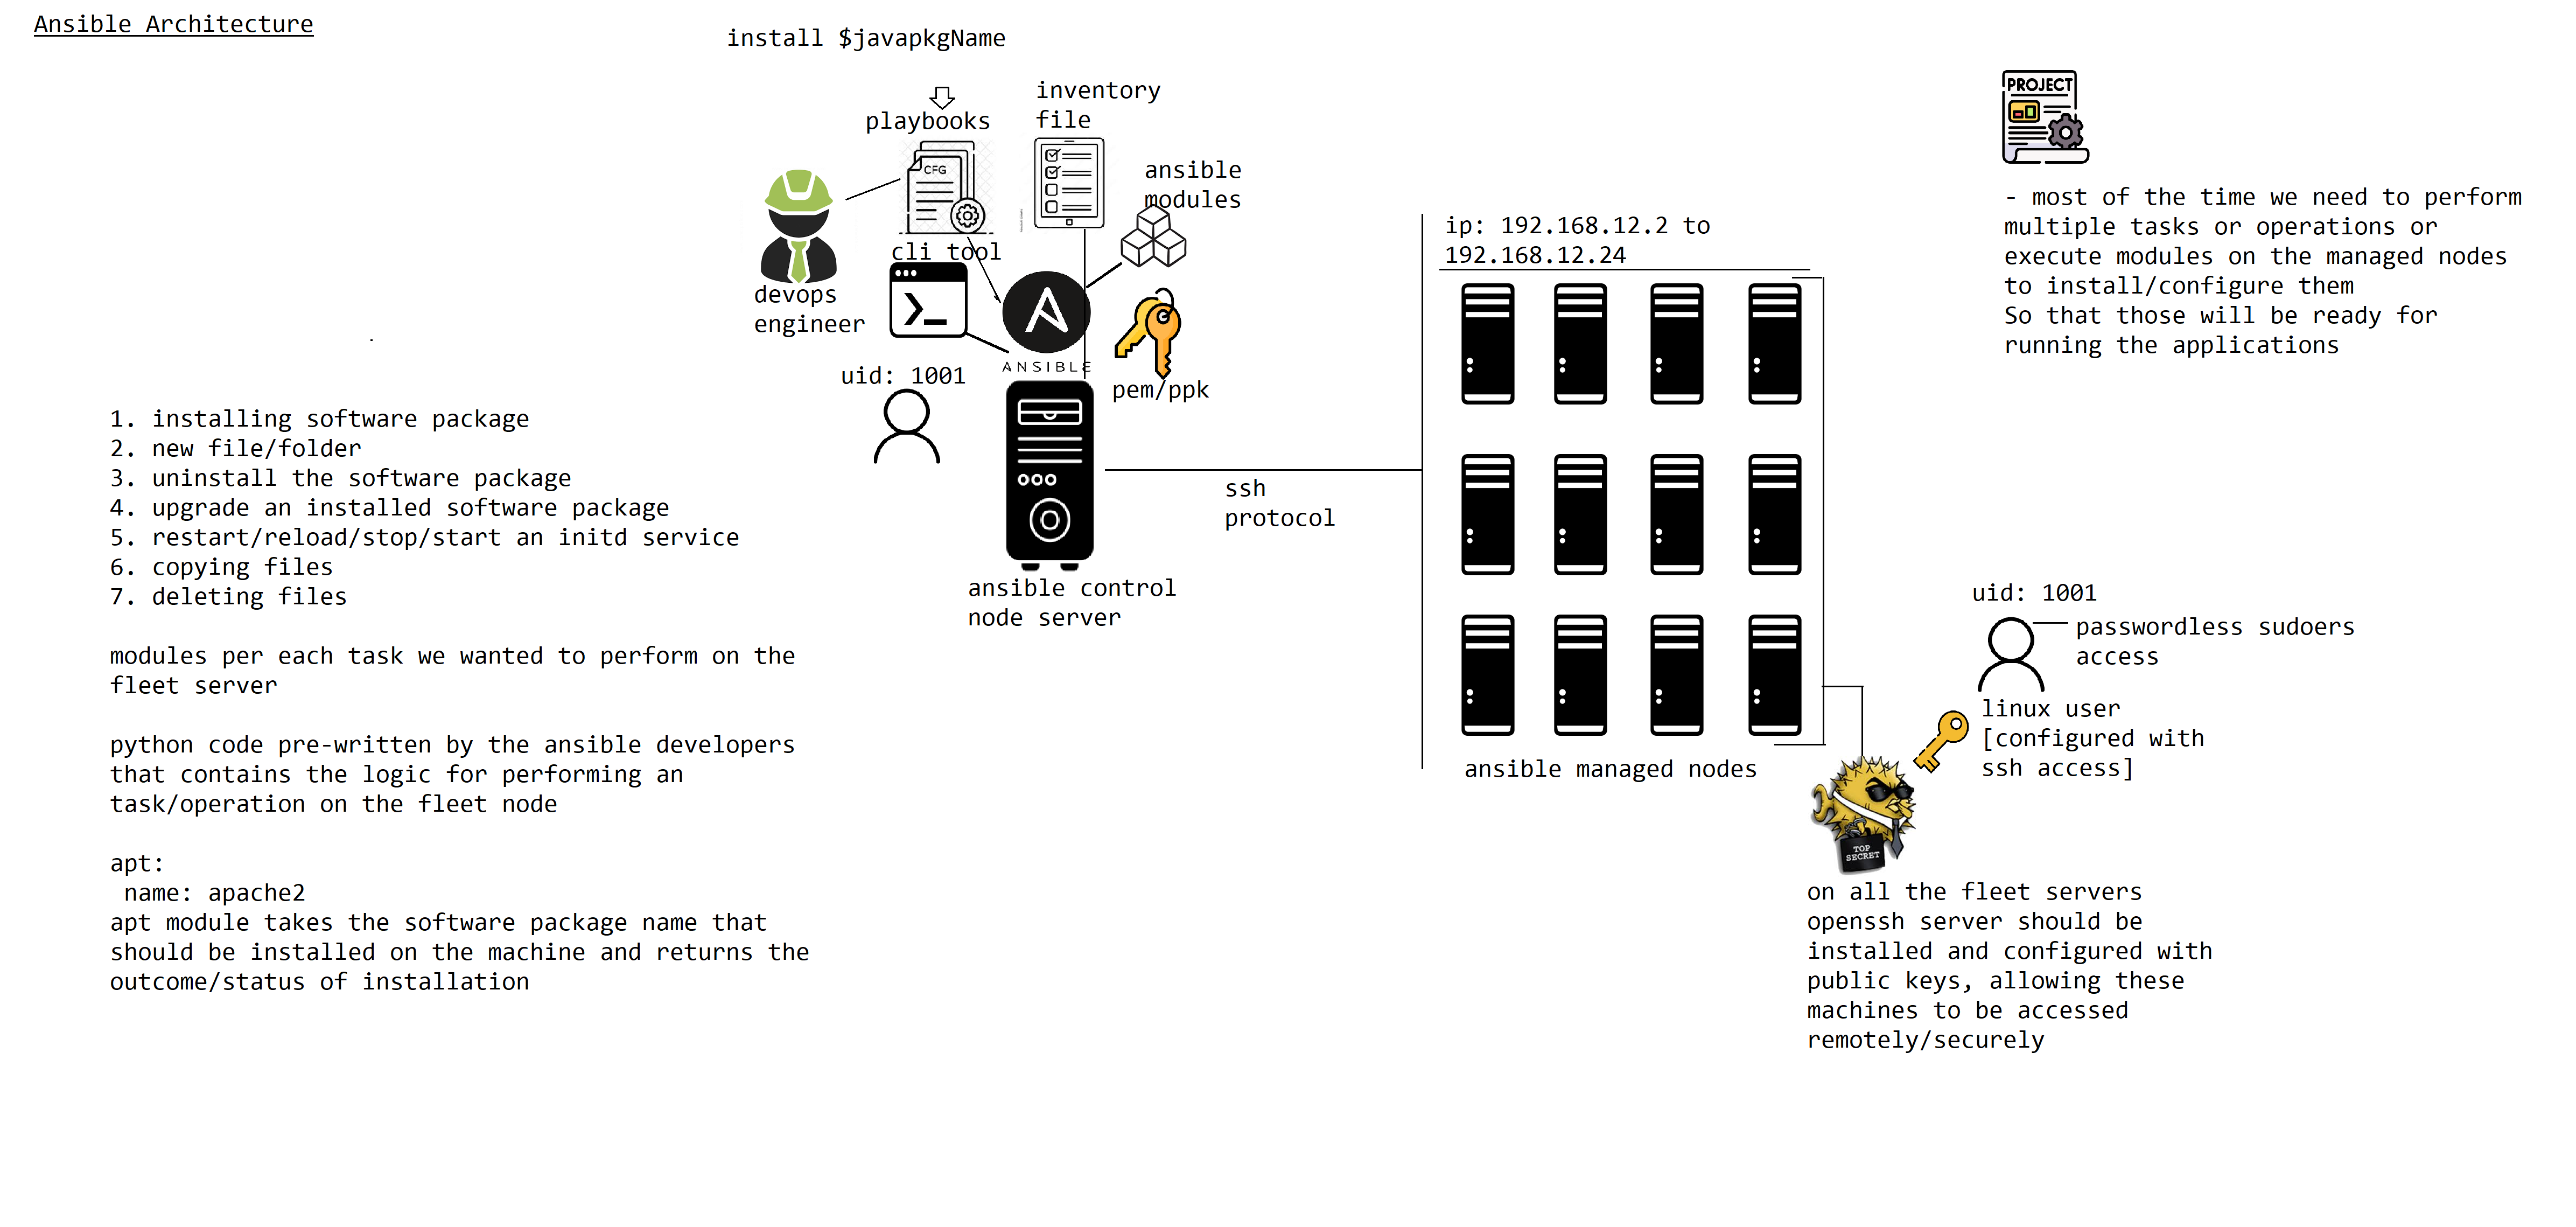 Ansible Architecture
install $javapkgName
playbooks
CFG
inventory
file
ansible
modules
cli tool
devops
engineer
ANSIBLE
uid: 1001
pem/ppk
ansible control
node server
ssh
protocol
ip: 192.168.12.2 to
192.168.12.24
ansible managed nodes
PROJECT
- most of the time we need to perform
multiple tasks or operations or
execute modules on the managed nodes
to install/configure them
So that those will be ready for
running the applications
1. installing software package
2. new file/folder
3. uninstall the software package
4. upgrade an installed software package
5. restart/reload/stop/start an initd service
6. copying files
7. deleting files
modules per each task we wanted to perform on the
fleet server
python code pre-written by the ansible developers
that contains the logic for performing an
task/operation on the fleet node
apt:
name: apache2
apt module takes the software package name that
should be installed on the machine and returns the
outcome/status of installation
uid: 1001
passwordless sudoers
access
linux user
[configured with
ssh access]
TOP
SECRET
on all the fleet servers
openssh server should be
installed and configured with
public keys, allowing these
machines to be accessed
remotely/securely